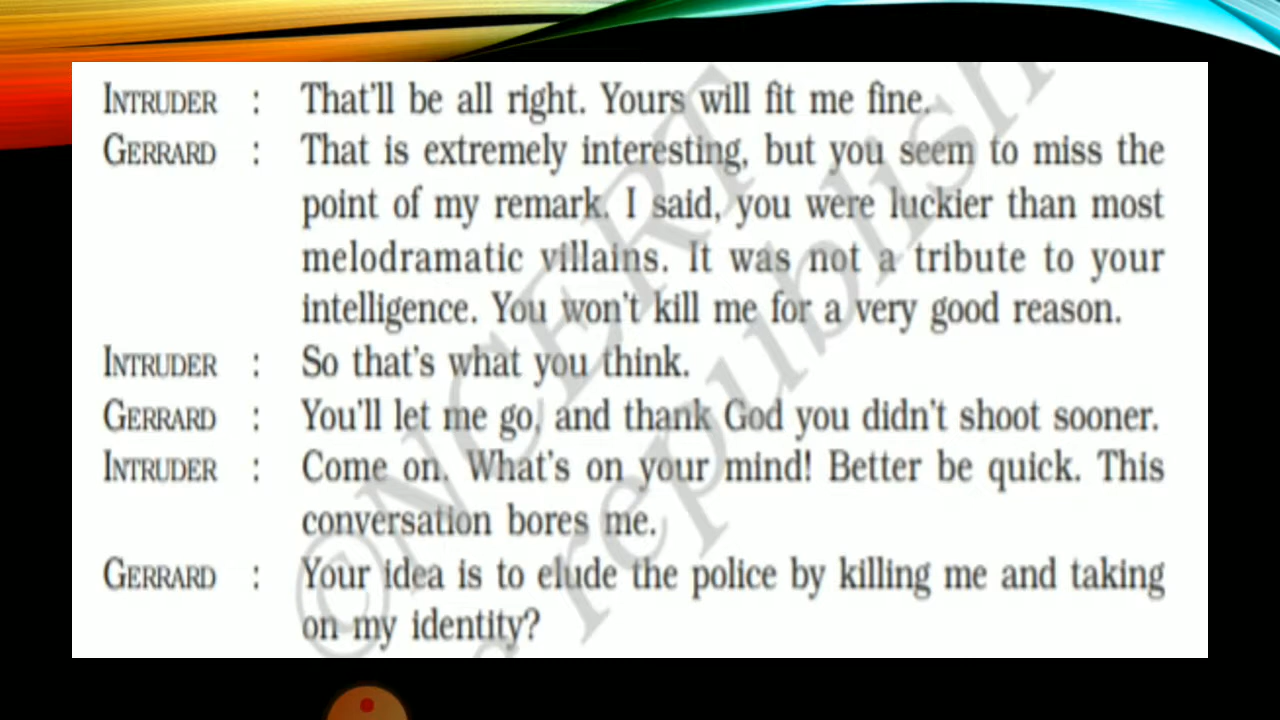 INTRUDER : That'll be all right. Yours will fit me fine.
GERRARD : That is extremely interesting, but you seem to miss the
point of my remark. I said, you were luckier than most
melodramatic villains. It was not a tribute to your
intelligence. You won't kill me for a very good reason.
INTRUDER : So that's what you think.
GERRARD : You'll let me go, and thank God you didn't shoot sooner.
INTRUDER : Come on. What's on your mind! Better be quick. This
conversation bores me.
GERRARD : Your idea is to elude the police by killing me and taking
on my identity?
©NCERT
republish